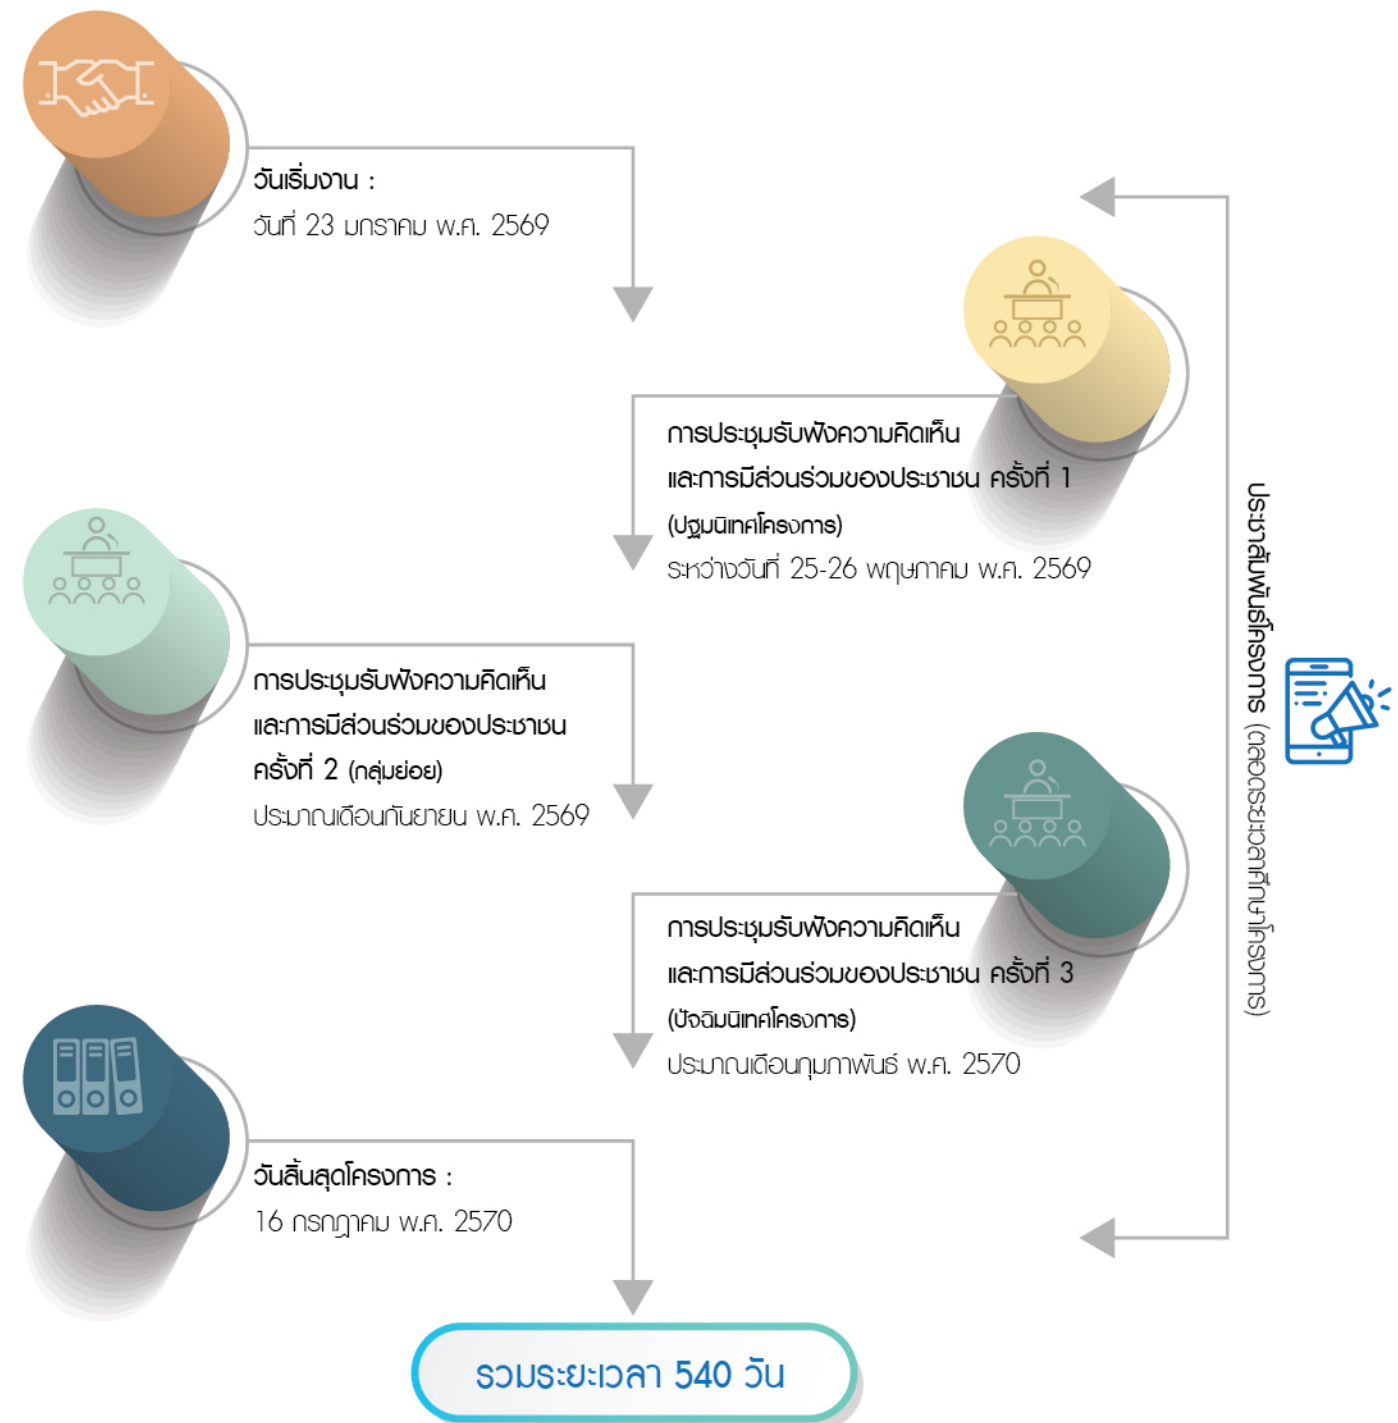 วันเริ่มงาน :
วันที่ 23 มกราคม พ.ศ. 2569
การประชุมรับฟังความคิดเห็น
และการมีส่วนร่วมของประชาชน ครั้งที่ 1
(ปฐมนิเทศโครงการ)
ระหว่างวันที่ 25-26 พฤษภาคม พ.ศ. 2569
การประชุมรับฟังความคิดเห็น
และการมีส่วนร่วมของประชาชน
ครั้งที่ 2 (กลุ่มย่อย)
ประมาณเดือนกันยายน พ.ศ. 2569
การประชุมรับฟังความคิดเห็น
และการมีส่วนร่วมของประชาชน ครั้งที่ 3
(ปัจฉิมนิเทศโครงการ)
ประมาณเดือนกุมภาพันธ์ พ.ศ. 2570
วันสิ้นสุดโครงการ :
16 กรกฎาคม พ.ศ. 2570
รวมระยะเวลา 540 วัน
ประชาสัมพันธ์โครงการ (ตลอดระยะเวลาศึกษาโครงการ)